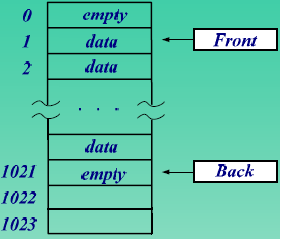 0 empty
1 data Front
2 data
. . .
data
1021 empty Back
1022
1023